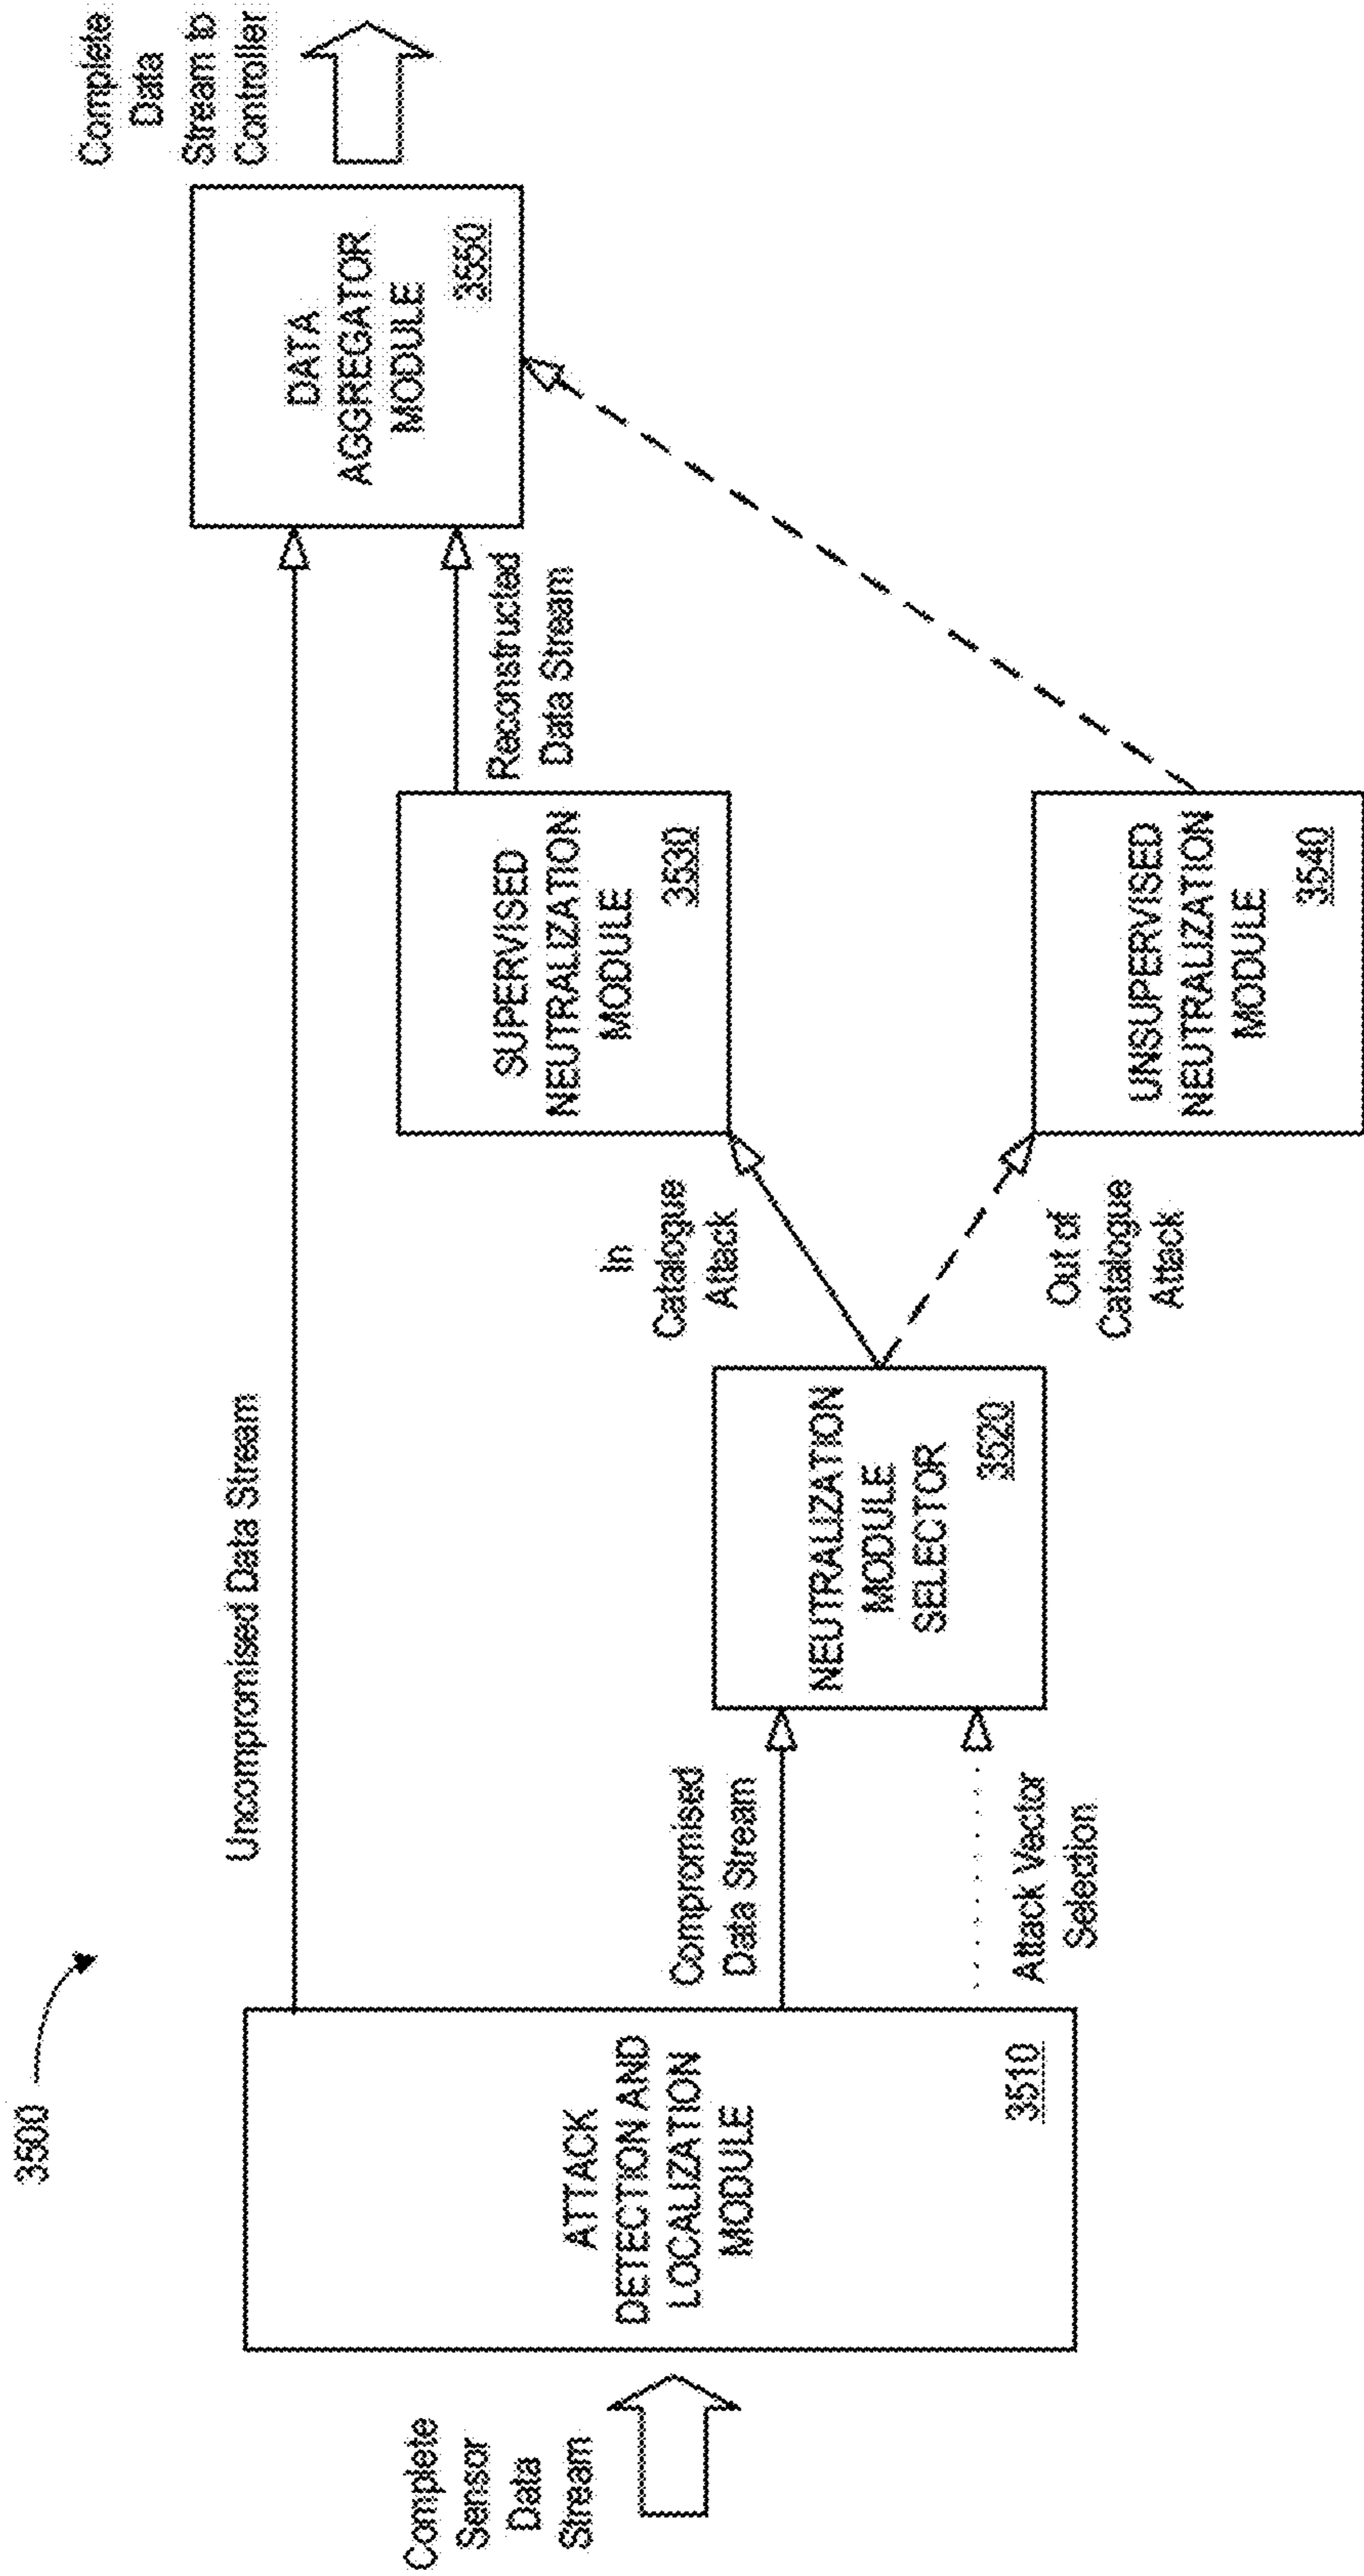 3500
Complete
Sensor
Data
Stream
ATTACK
DETECTION AND
LOCALIZATION
MODULE
3510
Uncompromised Data Stream
Compromised
Data Stream
Attack Vector
Selection
NEUTRALIZATION
MODULE
SELECTOR
3520
In
Catalogue
Attack
Out of
Catalogue
Attack
SUPERVISED
NEUTRALIZATION
MODULE
3530
UNSUPERVISED
NEUTRALIZATION
MODULE
3540
Reconstructed
Data Stream
DATA
AGGREGATOR
MODULE
3550
Complete
Data
Stream to
Controller